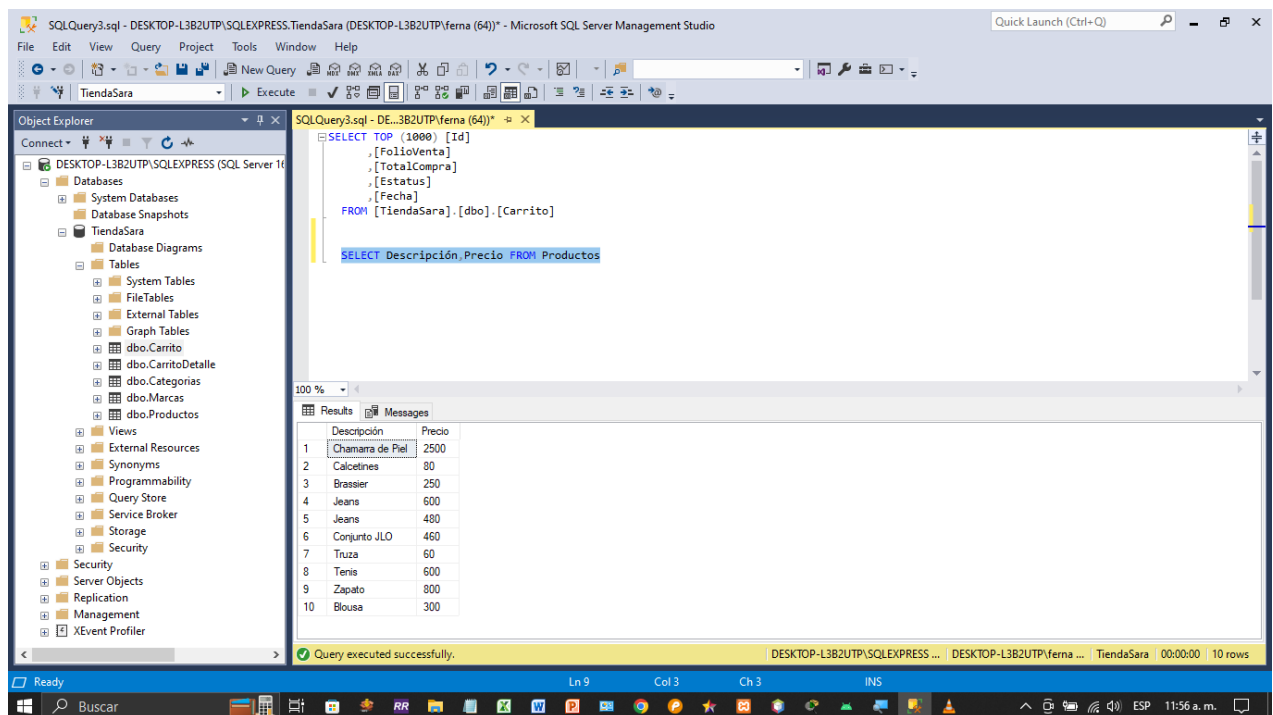 SQLQuery3.sql - DESKTOP-L3B2UTP\SQLEXPRESS.TiendaSara (DESKTOP-L3B2UTP\ferna (64))* - Microsoft SQL Server Management Studio
Quick Launch (Ctrl+Q)
File Edit View Query Project Tools Window Help
New Query
TiendaSara
Execute
Object Explorer
SQLQuery3.sql - DE...3B2UTP\ferna (64))*
Connect
DESKTOP-L3B2UTP\SQLEXPRESS (SQL Server 16
Databases
System Databases
Database Snapshots
TiendaSara
Database Diagrams
Tables
System Tables
FileTables
External Tables
Graph Tables
dbo.Carrito
dbo.CarritoDetalle
dbo.Categorias
dbo.Marcas
dbo.Productos
Views
External Resources
Synonyms
Programmability
Query Store
Service Broker
Storage
Security
Security
Server Objects
Replication
Management
XEvent Profiler
SELECT TOP (1000) [Id]
,[FolioVenta]
,[TotalCompra]
,[Estatus]
,[Fecha]
FROM [TiendaSara].[dbo].[Carrito]
SELECT Descripción,Precio FROM Productos
100 %
Results Messages
Descripción Precio
1 Chamarra de Piel 2500
2 Calcetines 80
3 Brassier 250
4 Jeans 600
5 Jeans 480
6 Conjunto JLO 460
7 Truza 60
8 Tenis 600
9 Zapato 800
10 Blousa 300
Query executed successfully.
DESKTOP-L3B2UTP\SQLEXPRESS ... DESKTOP-L3B2UTP\ferna ... TiendaSara 00:00:00 10 rows
Ready Ln 9 Col 3 Ch 3 INS
Buscar
ESP 11:56 a. m.